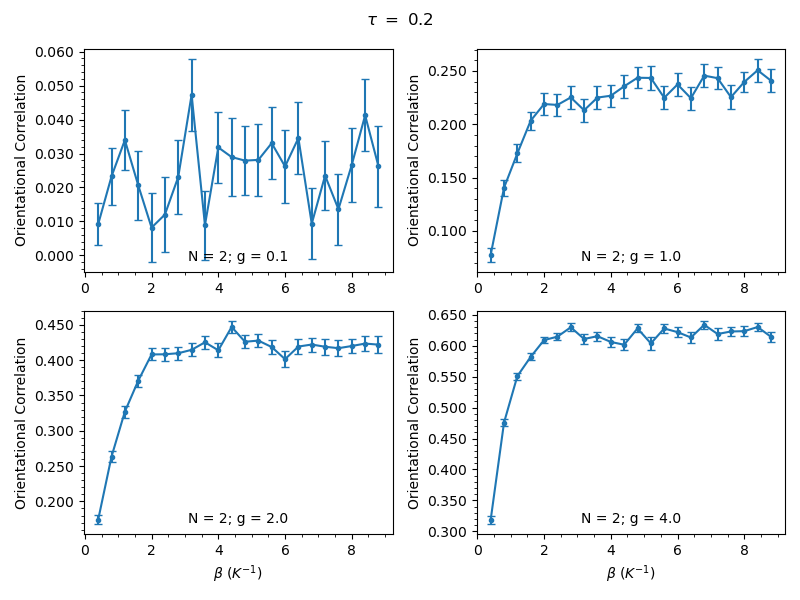 τ = 0.2
0.060
0.050
0.040
0.030
0.020
0.010
0.000
Orientational Correlation
N = 2; g = 0.1
0 2 4 6 8
0.250
0.200
0.150
0.100
Orientational Correlation
N = 2; g = 1.0
0 2 4 6 8
0.450
0.400
0.350
0.300
0.250
0.200
Orientational Correlation
N = 2; g = 2.0
0 2 4 6 8
β (K⁻¹)
0.650
0.600
0.550
0.500
0.450
0.400
0.350
0.300
Orientational Correlation
N = 2; g = 4.0
0 2 4 6 8
β (K⁻¹)